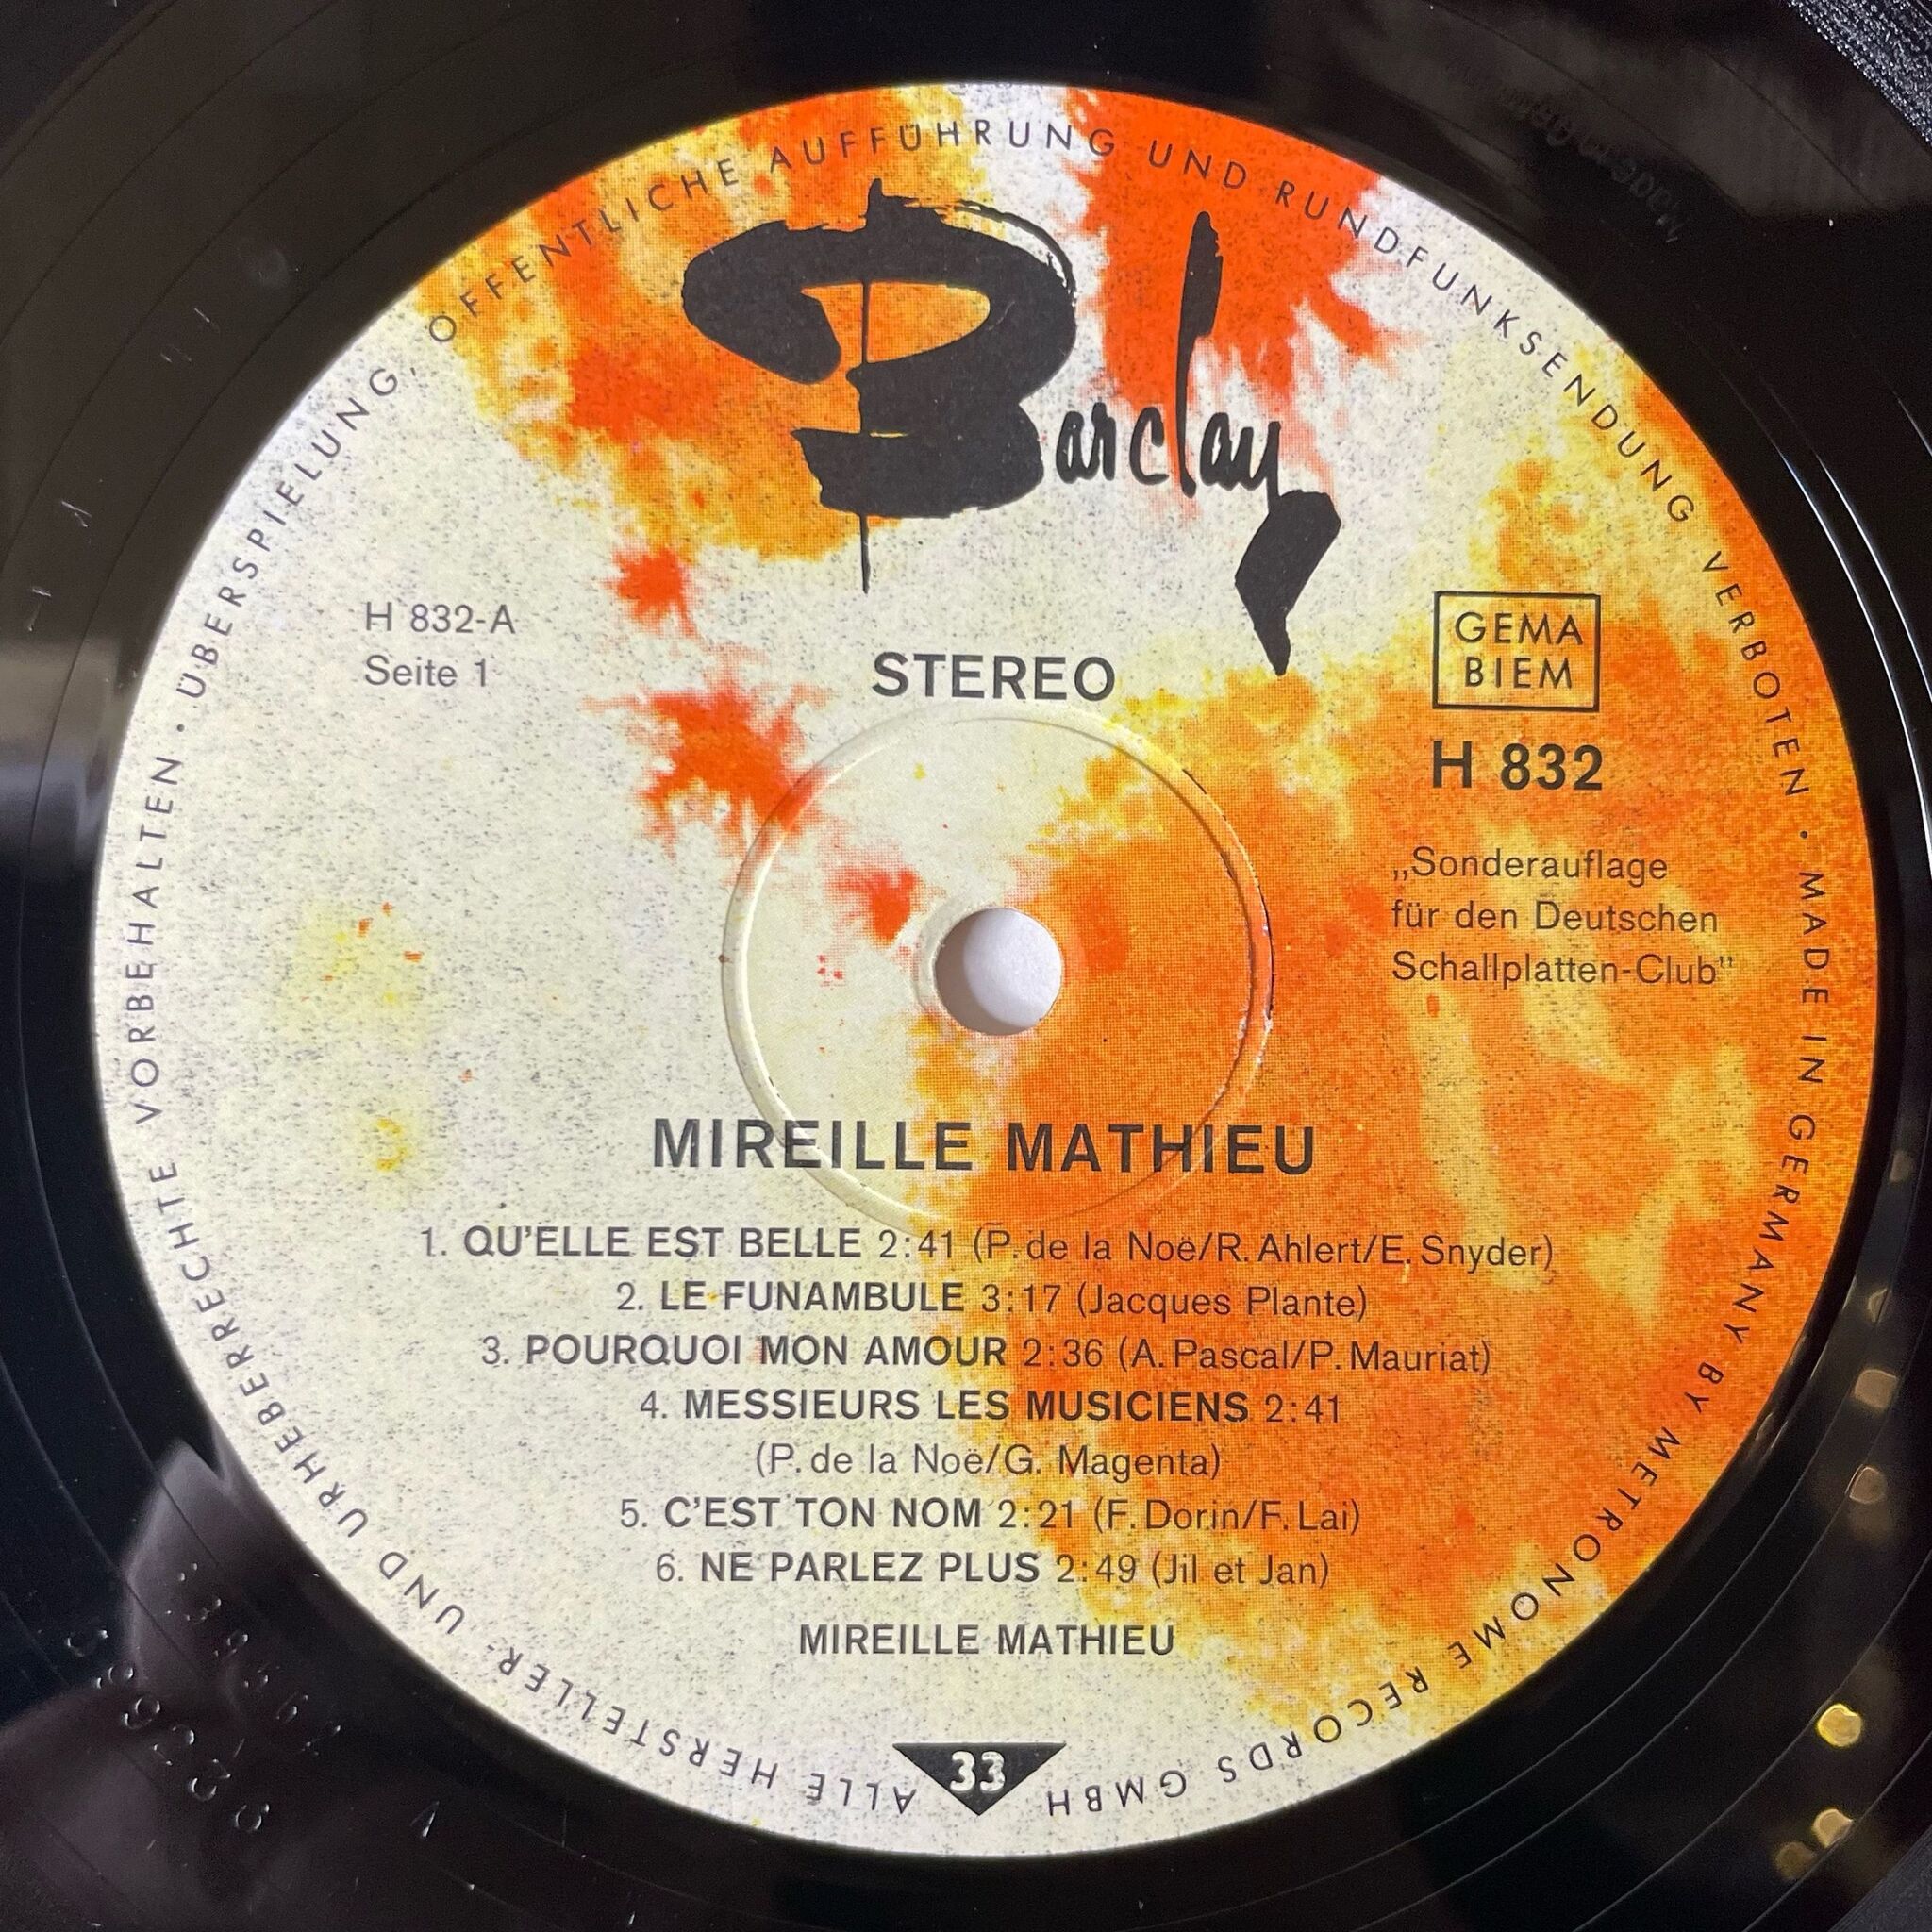 ALLE HERSTELLER- UND URHEBERRECHTE VORBEHALTEN · ÜBERSPIELUNG, ÖFFENTLICHE AUFFÜHRUNG UND RUNDFUNKSENDUNG VERBOTEN · MADE IN GERMANY BY METRONOME RECORDS GMBH
Barclay
H 832-A
Seite 1
STEREO
GEMA
BIEM
H 832
„Sonderauflage
für den Deutschen
Schallplatten-Club"
MIREILLE MATHIEU
1. QU'ELLE EST BELLE 2:41 (P. de la Noë/R. Ahlert/E. Snyder)
2. LE FUNAMBULE 3:17 (Jacques Plante)
3. POURQUOI MON AMOUR 2:36 (A. Pascal/P. Mauriat)
4. MESSIEURS LES MUSICIENS 2:41
(P. de la Noë/G. Magenta)
5. C'EST TON NOM 2:21 (F. Dorin/F. Lai)
6. NE PARLEZ PLUS 2:49 (Jil et Jan)
MIREILLE MATHIEU
33